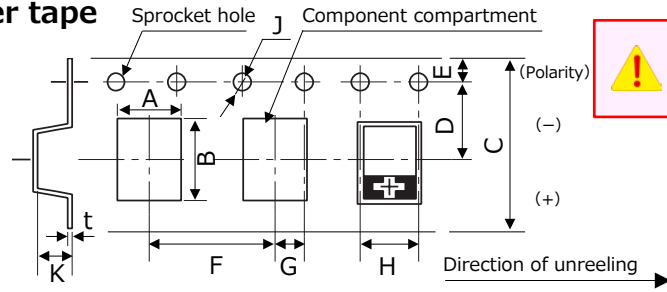 er tape
Sprocket hole
J
Component compartment
E
(Polarity)
A
D
C
B
(−)
(+)
t
K
F
G
H
Direction of unreeling